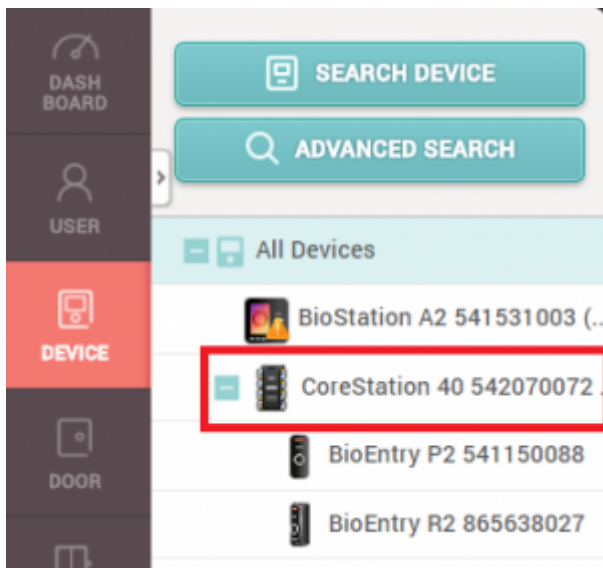 DASH
BOARD
USER
DEVICE
DOOR
SEARCH DEVICE
ADVANCED SEARCH
All Devices
BioStation A2 541531003 (..
CoreStation 40 542070072 .
BioEntry P2 541150088
BioEntry R2 865638027